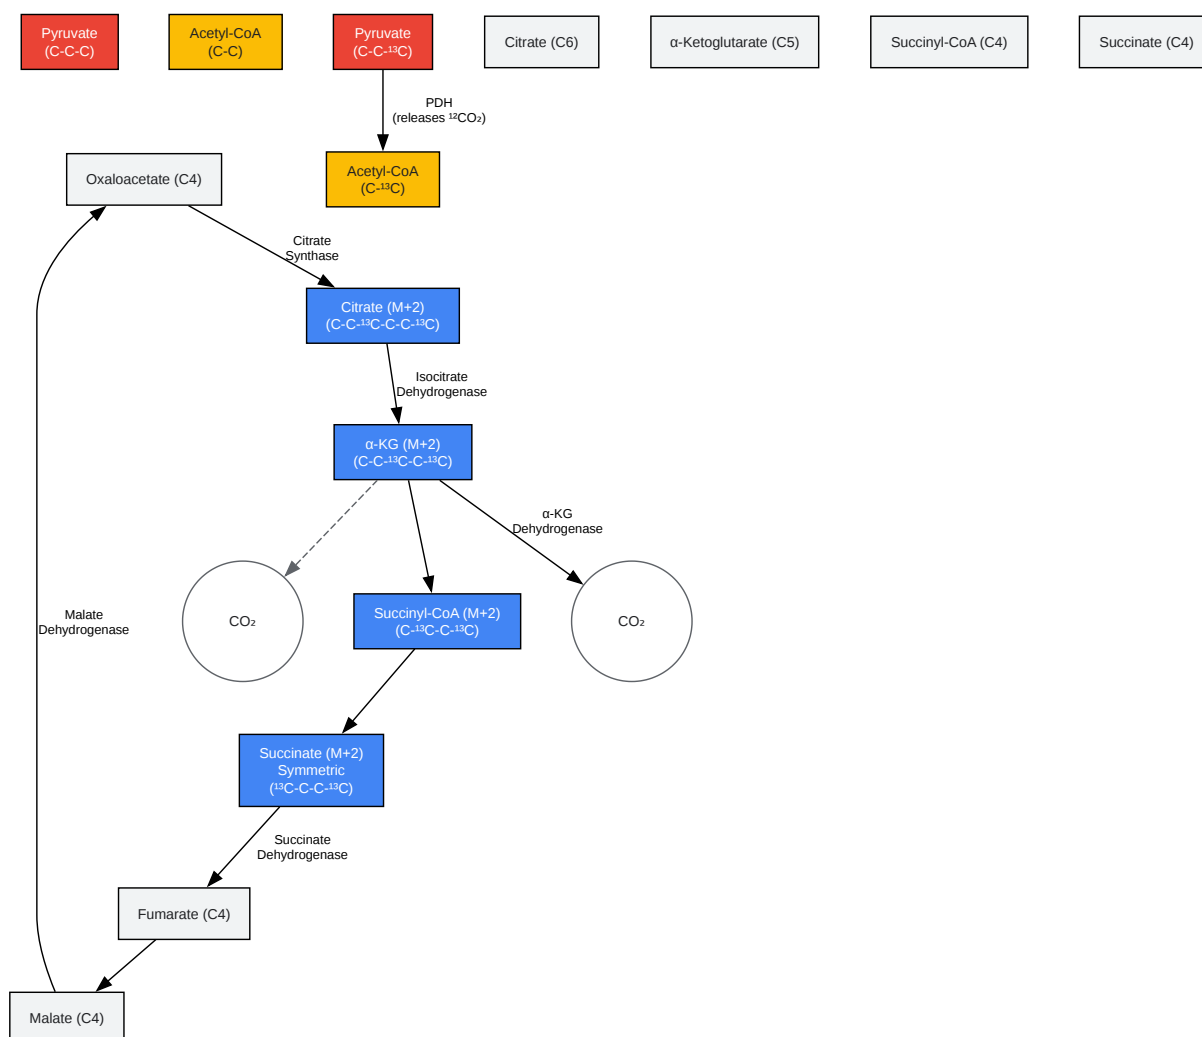 Pyruvate
(C-C-C)
Acetyl-CoA
(C-C)
Pyruvate
(C-C-¹³C)
Citrate (C6)
α-Ketoglutarate (C5)
Succinyl-CoA (C4)
Succinate (C4)
PDH
(releases ¹²CO₂)
Oxaloacetate (C4)
Acetyl-CoA
(C-¹³C)
Citrate
Synthase
Citrate (M+2)
(C-C-¹³C-C-C-¹³C)
Isocitrate
Dehydrogenase
α-KG (M+2)
(C-C-¹³C-C-¹³C)
α-KG
Dehydrogenase
Malate
Dehydrogenase
CO₂
Succinyl-CoA (M+2)
(C-¹³C-C-¹³C)
CO₂
Succinate (M+2)
Symmetric
(¹³C-C-C-¹³C)
Succinate
Dehydrogenase
Fumarate (C4)
Malate (C4)